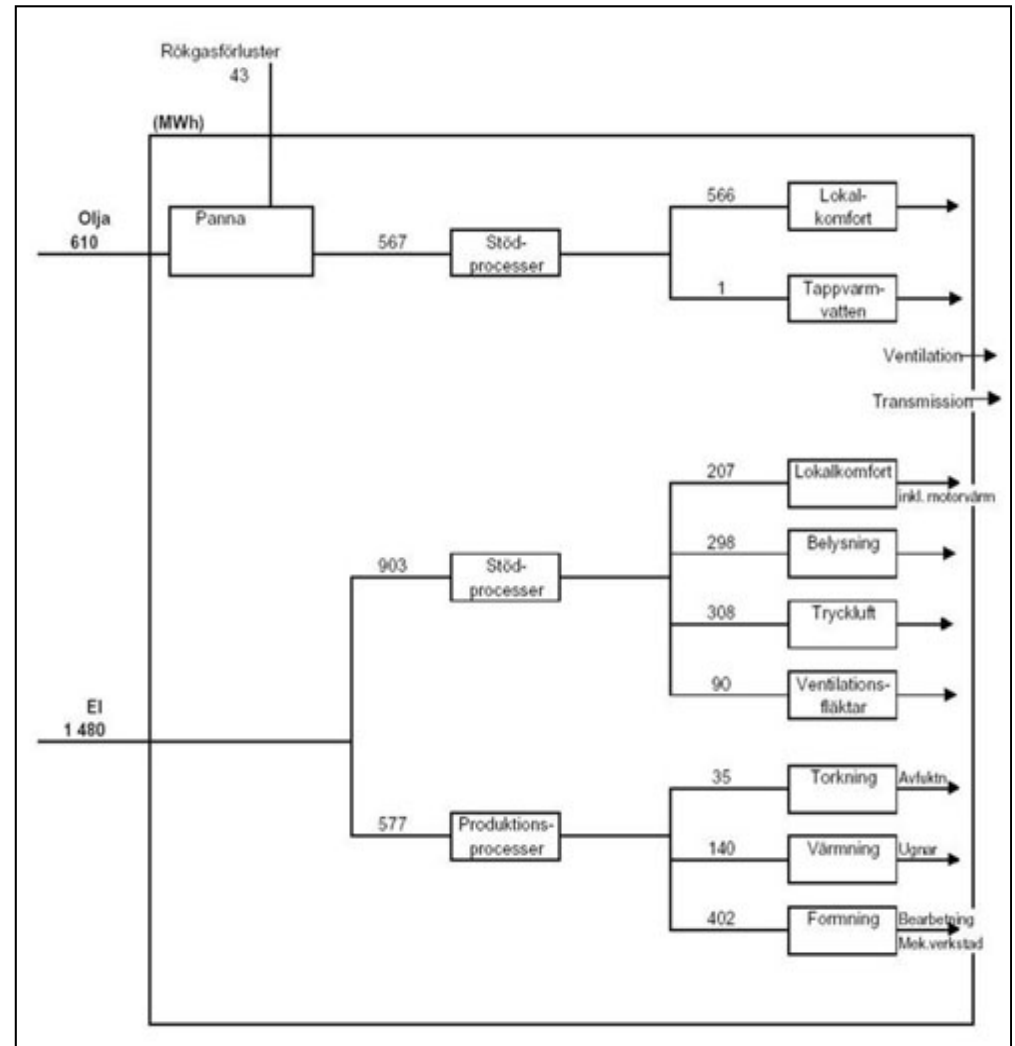 Rökgasförluster
43
(MWh)
Olja
610
Panna
567
Stöd-
processer
566
Lokal-
komfort
1
Tappvarm-
vatten
Ventilation
Transmission
207
Lokalkomfort
inkl. motorvärm
903
Stöd-
processer
298
Belysning
308
Tryckluft
90
Ventilations-
fläktar
El
1 480
577
Produktions-
processer
35
Torkning
Avfuktn.
140
Värmning
Ugnar
402
Formning
Bearbetning
Mek.verkstad